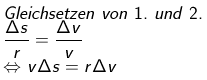 Gleichsetzen von 1. und 2.
Δs/r = Δv/v
⇔ vΔs = rΔv